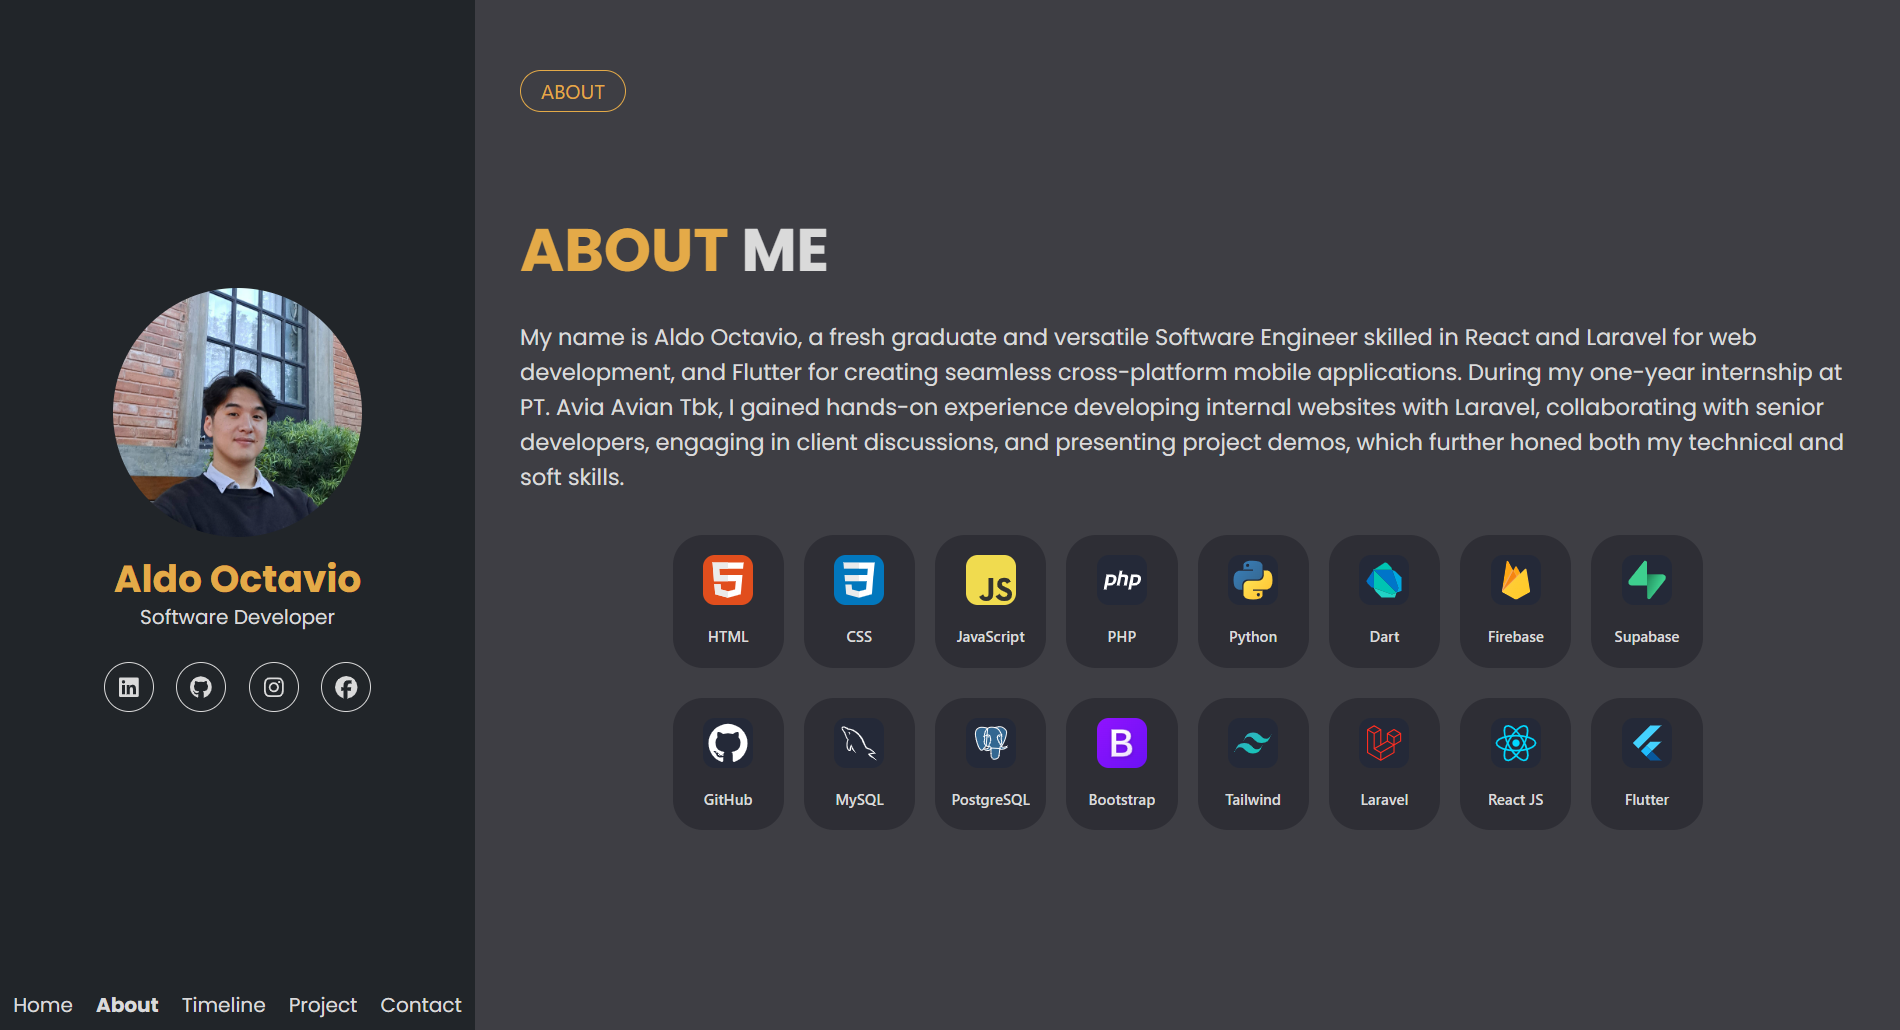 Aldo Octavio
Software Developer
Home About Timeline Project Contact
ABOUT
ABOUT ME
My name is Aldo Octavio, a fresh graduate and versatile Software Engineer skilled in React and Laravel for web
development, and Flutter for creating seamless cross-platform mobile applications. During my one-year internship at
PT. Avia Avian Tbk, I gained hands-on experience developing internal websites with Laravel, collaborating with senior
developers, engaging in client discussions, and presenting project demos, which further honed both my technical and
soft skills.
JS php
HTML CSS JavaScript PHP Python Dart Firebase Supabase
B
GitHub MySQL PostgreSQL Bootstrap Tailwind Laravel React JS Flutter